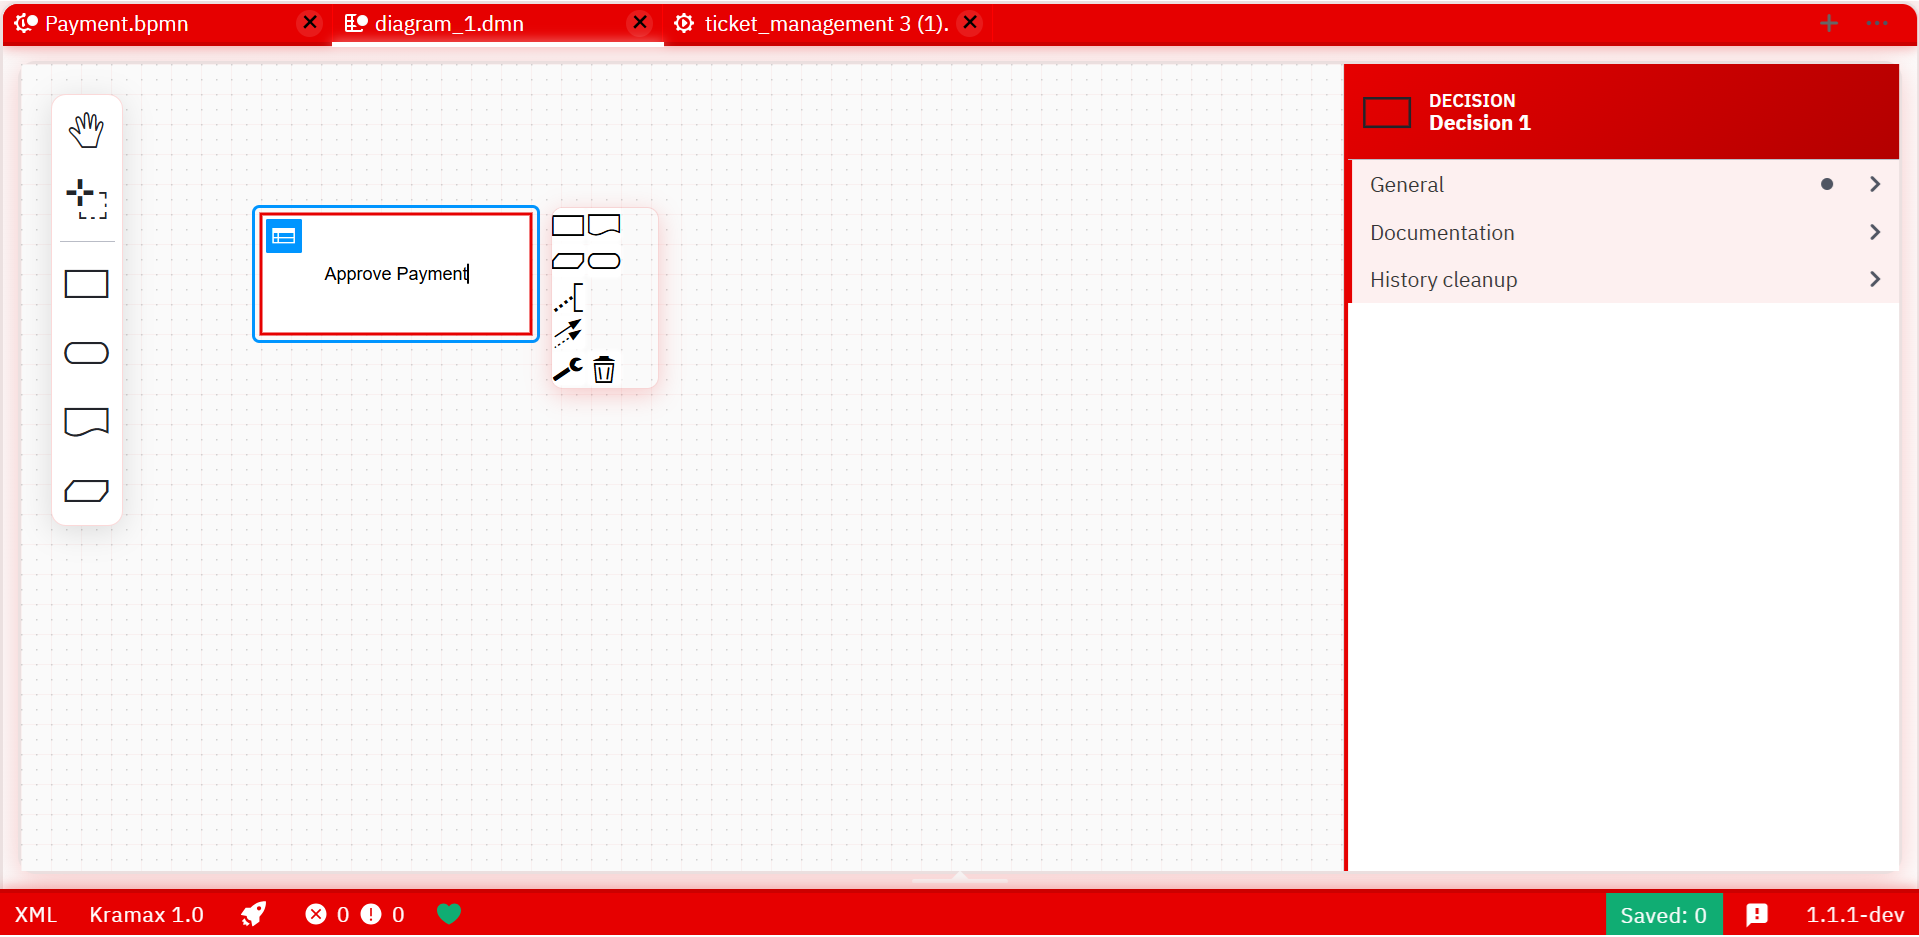 Payment.bpmn
diagram_1.dmn
ticket_management 3 (1).
DECISION
Decision 1
General
Documentation
History cleanup
Approve Payment
XML
Kramax 1.0
0
0
Saved: 0
1.1.1-dev